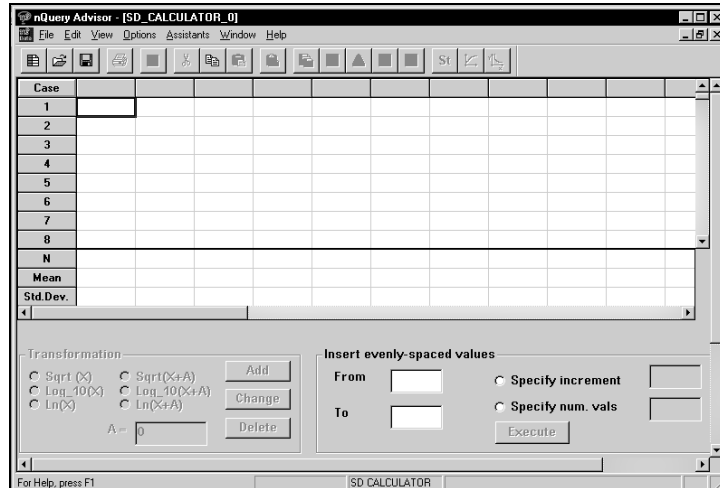 nQuery Advisor - [SD_CALCULATOR_0]
File Edit View Options Assistants Window Help
St
Case
1
2
3
4
5
6
7
8
N
Mean
Std.Dev.
Transformation
Sqrt (X) Sqrt(X+A)
Log_10(X) Log_10(X+A)
Ln(X) Ln(X+A)
A = 0
Add
Change
Delete
Insert evenly-spaced values
From
To
Specify increment
Specify num. vals
Execute
For Help, press F1 SD CALCULATOR